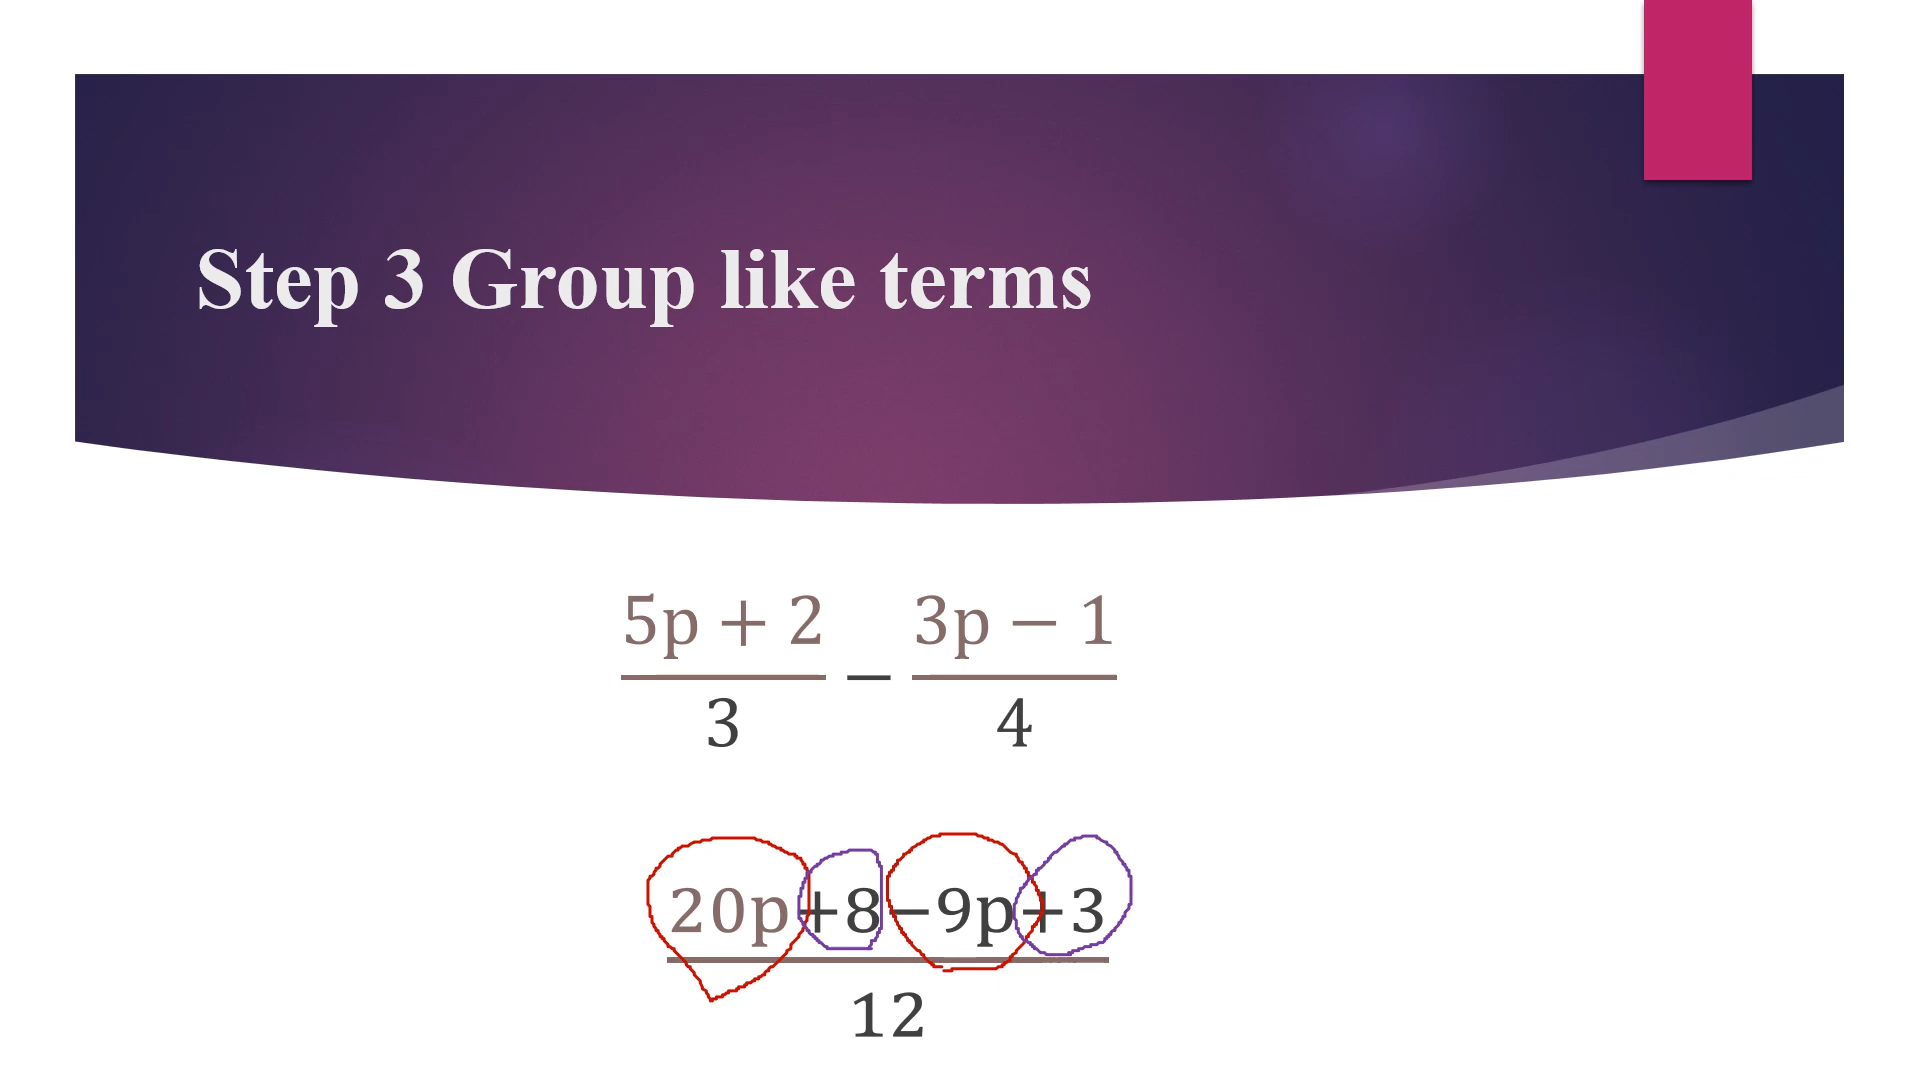 Step 3 Group like terms
5p + 2
3
−
3p − 1
4
20p+8−9p+3
12